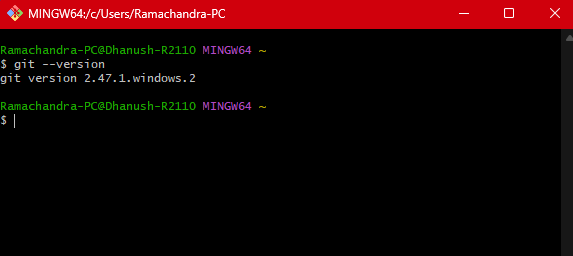 MINGW64:/c/Users/Ramachandra-PC
Ramachandra-PC@Dhanush-R2110 MINGW64 ~
$ git --version
git version 2.47.1.windows.2
Ramachandra-PC@Dhanush-R2110 MINGW64 ~
$